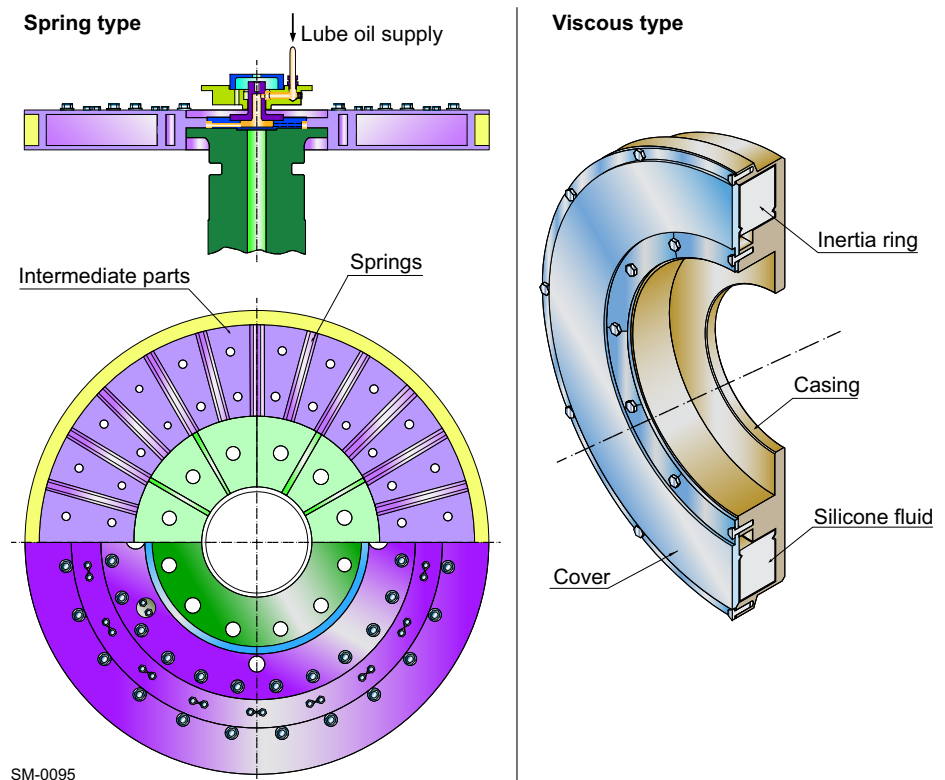 Spring type
Lube oil supply
Intermediate parts
Springs
SM-0095
Viscous type
Inertia ring
Casing
Silicone fluid
Cover